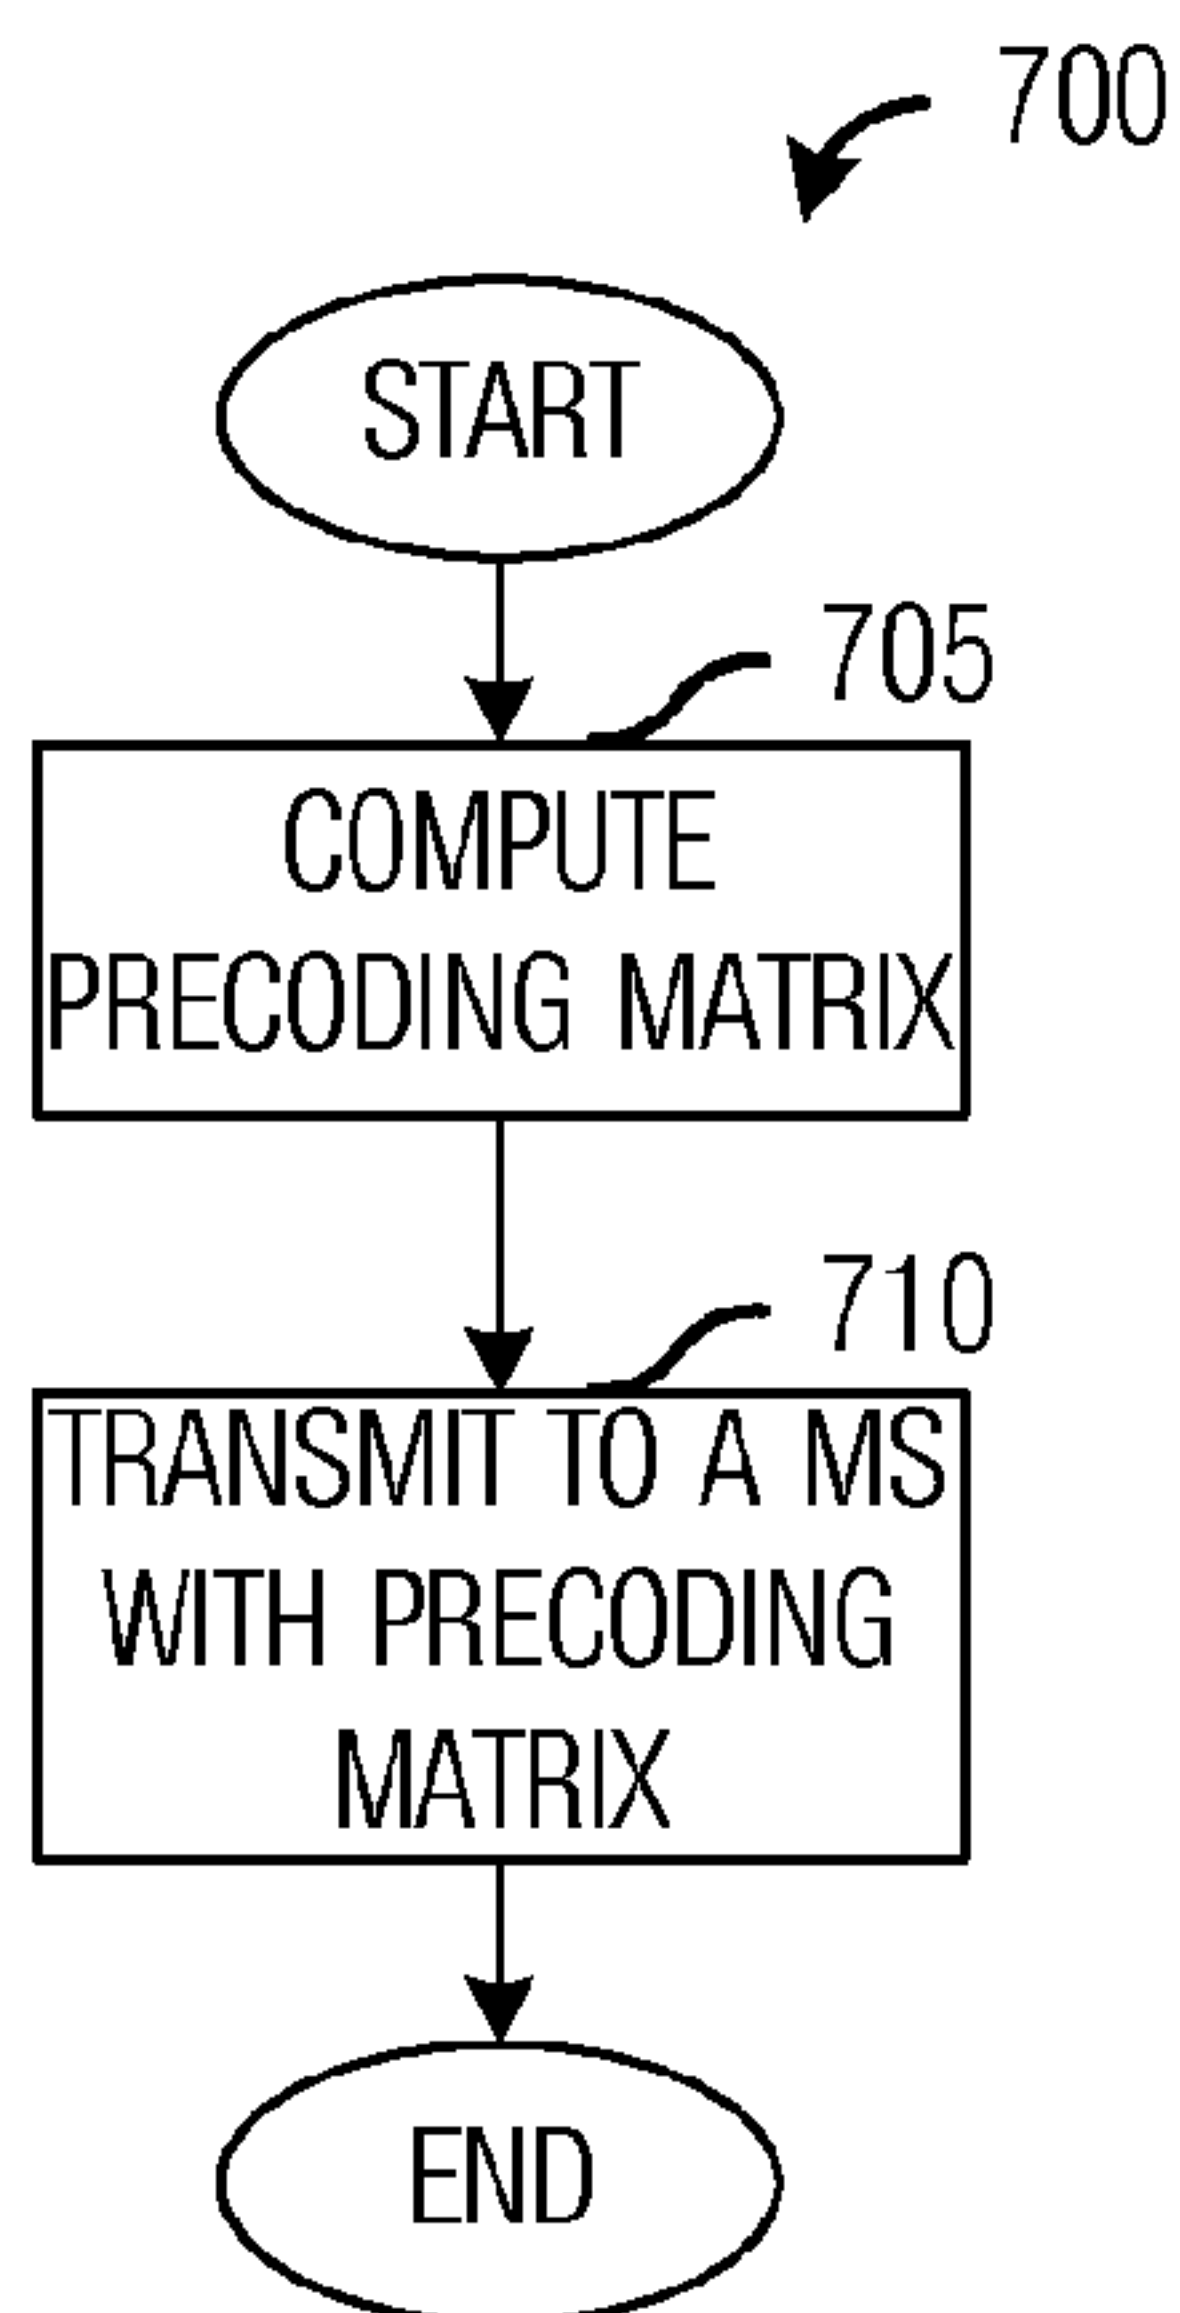 700
START
705
COMPUTE
PRECODING MATRIX
710
TRANSMIT TO A MS
WITH PRECODING
MATRIX
END